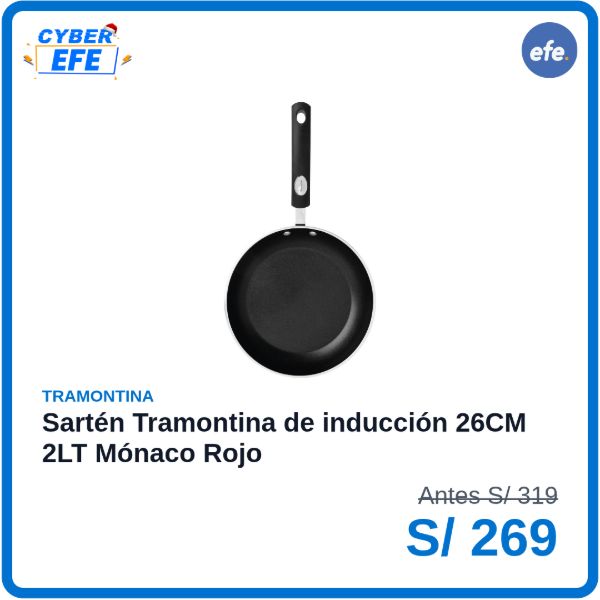 CYBER
EFE
efe.
TRAMONTINA
Sartén Tramontina de inducción 26CM
2LT Mónaco Rojo
Antes S/ 319
S/ 269